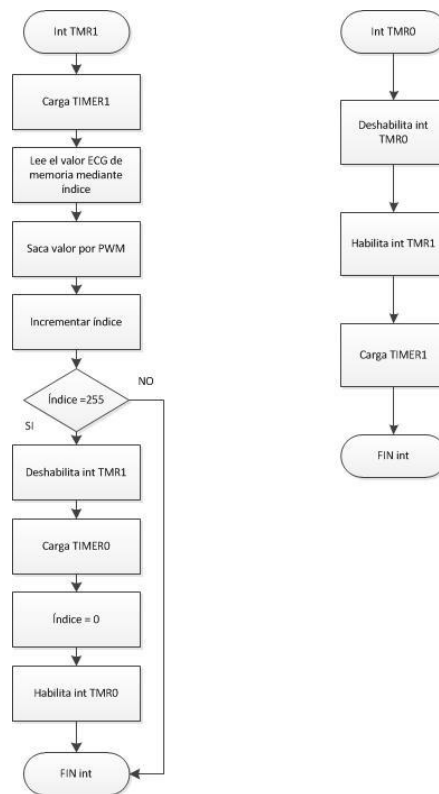 Int TMR1
Carga TIMER1
Lee el valor ECG de
memoria mediante
índice
Saca valor por PWM
Incrementar índice
Índice =255
NO
SI
Deshabilita int TMR1
Carga TIMER0
Índice = 0
Habilita int TMR0
FIN int
Int TMR0
Deshabilita int
TMR0
Habilita int TMR1
Carga TIMER1
FIN int